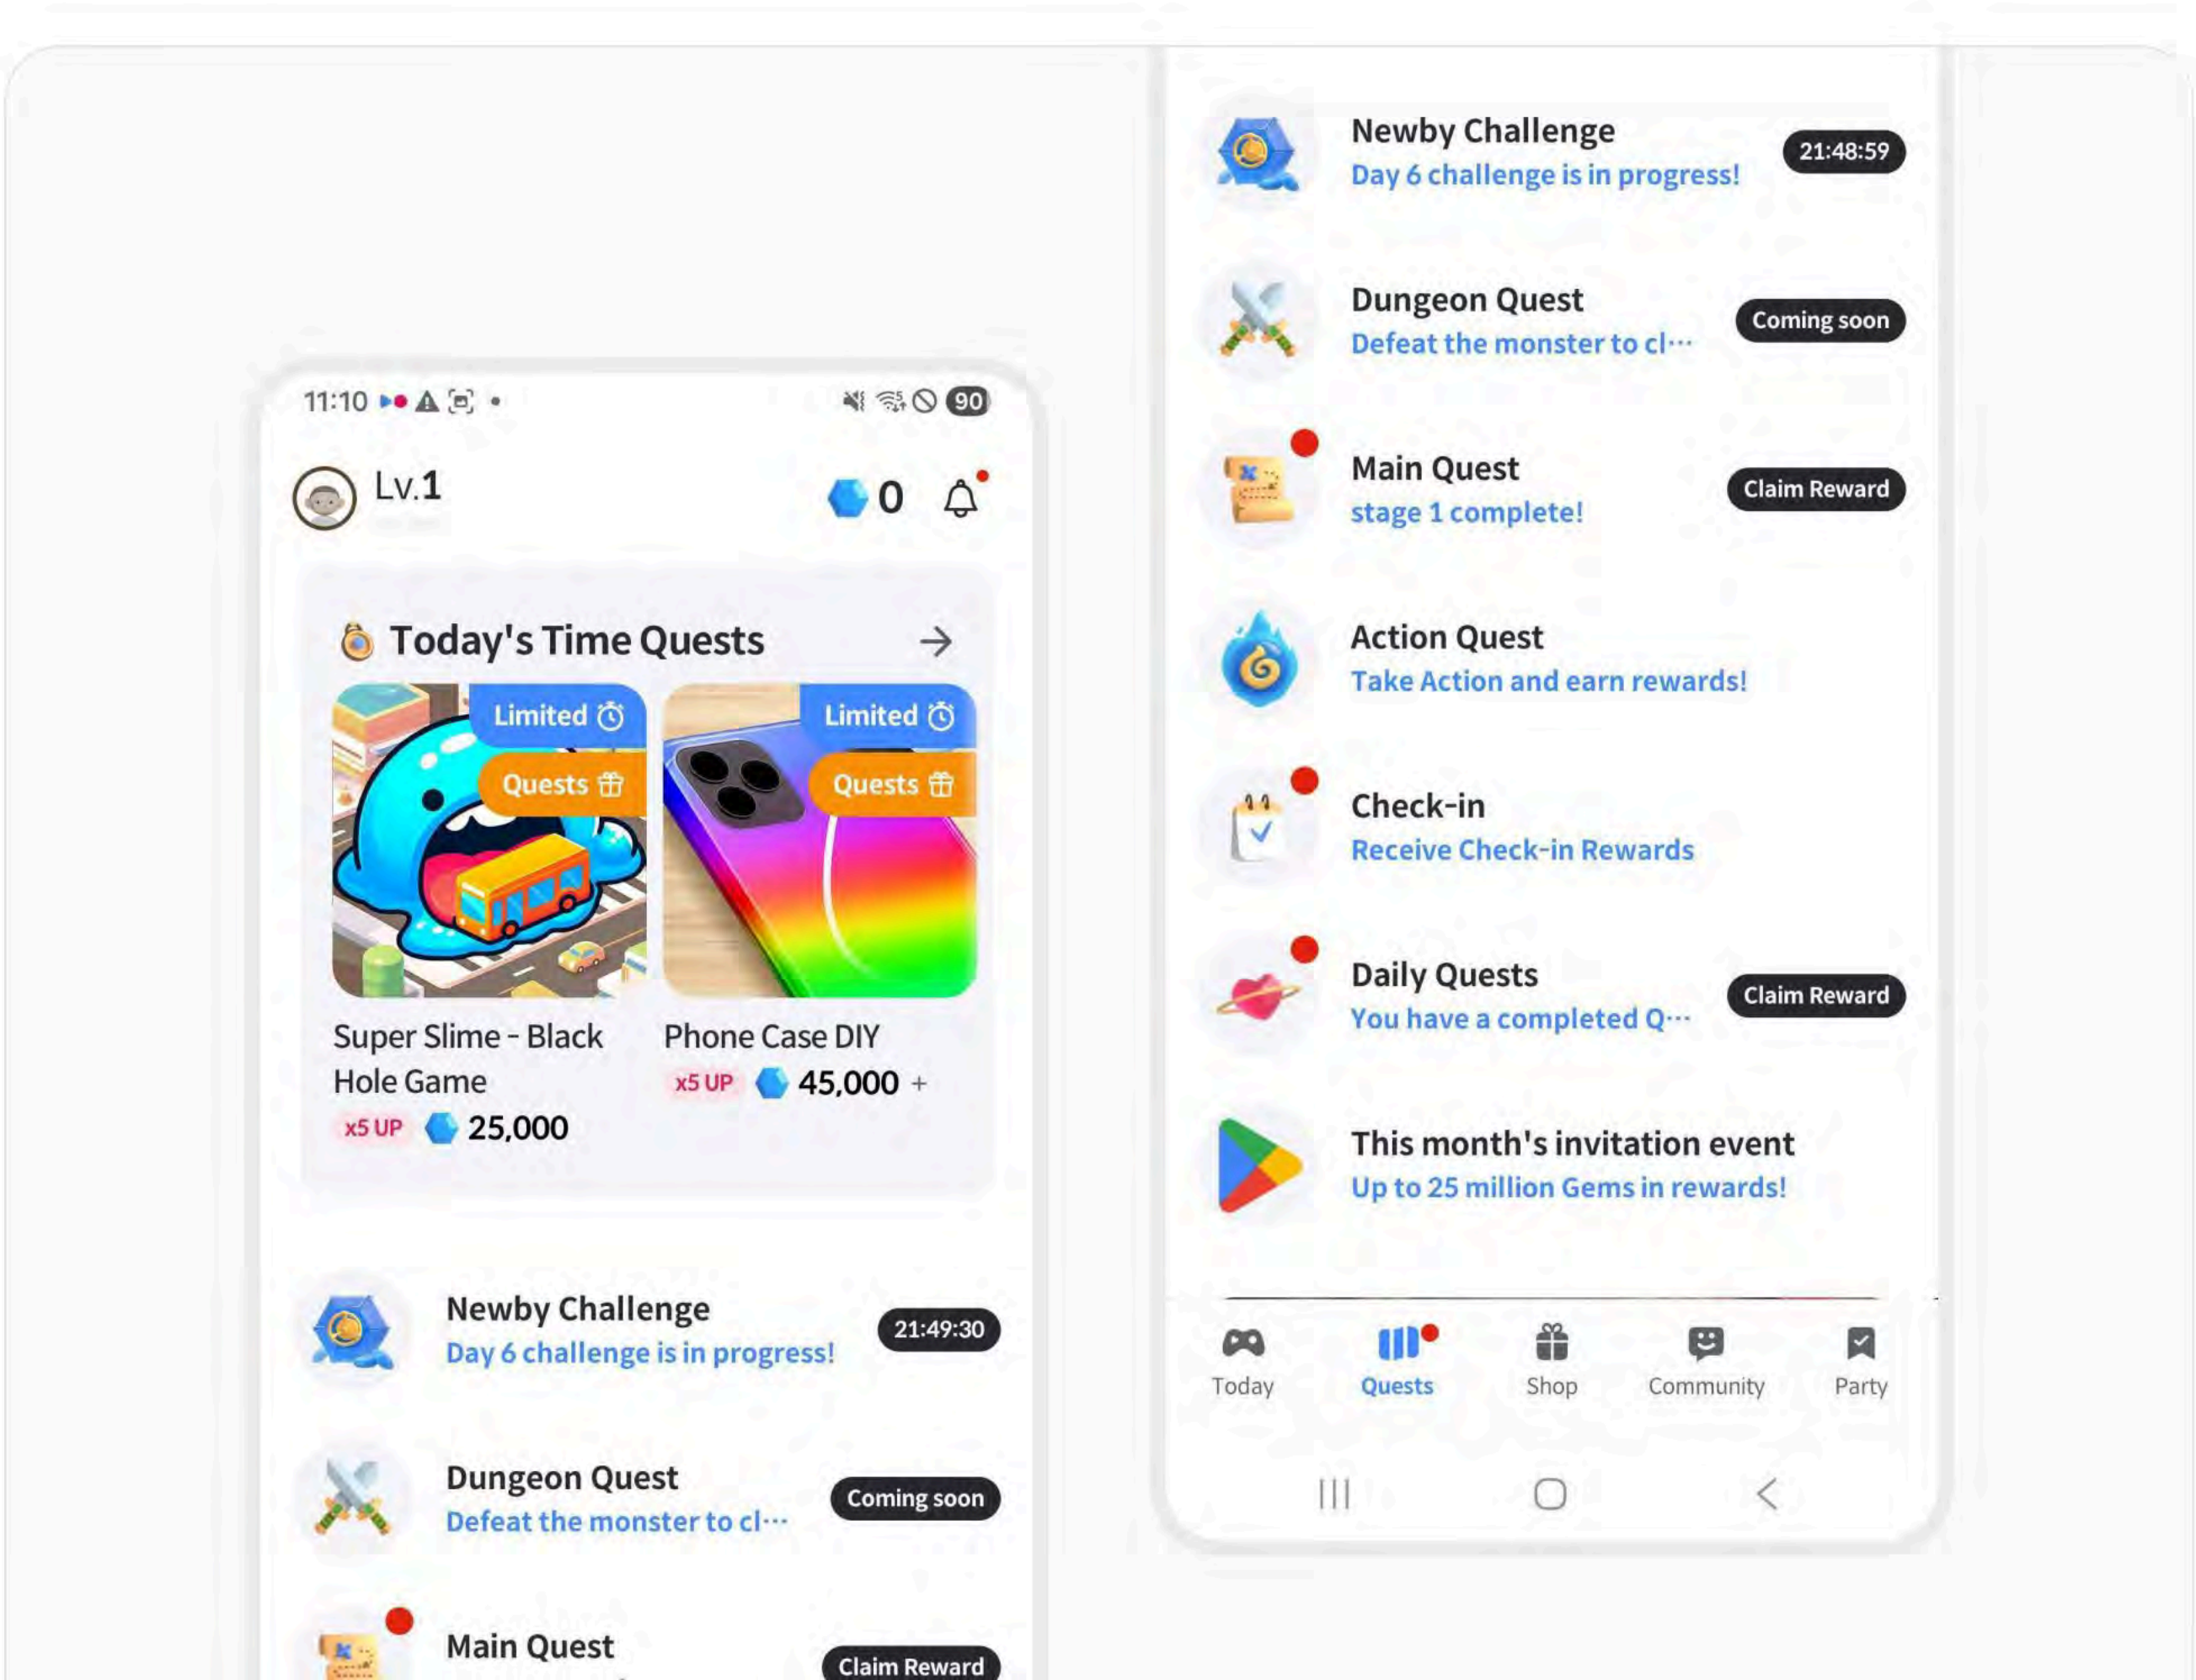 11:10
90
Lv.1
0
Today's Time Quests
Limited
Quests
Limited
Quests
Super Slime - Black
Hole Game
x5 UP 25,000
Phone Case DIY
x5 UP 45,000 +
Newby Challenge
Day 6 challenge is in progress!
21:49:30
Dungeon Quest
Defeat the monster to cl...
Coming soon
Main Quest
Claim Reward
Newby Challenge
Day 6 challenge is in progress!
21:48:59
Dungeon Quest
Defeat the monster to cl...
Coming soon
Main Quest
stage 1 complete!
Claim Reward
Action Quest
Take Action and earn rewards!
Check-in
Receive Check-in Rewards
Daily Quests
You have a completed Q...
Claim Reward
This month's invitation event
Up to 25 million Gems in rewards!
Today
Quests
Shop
Community
Party